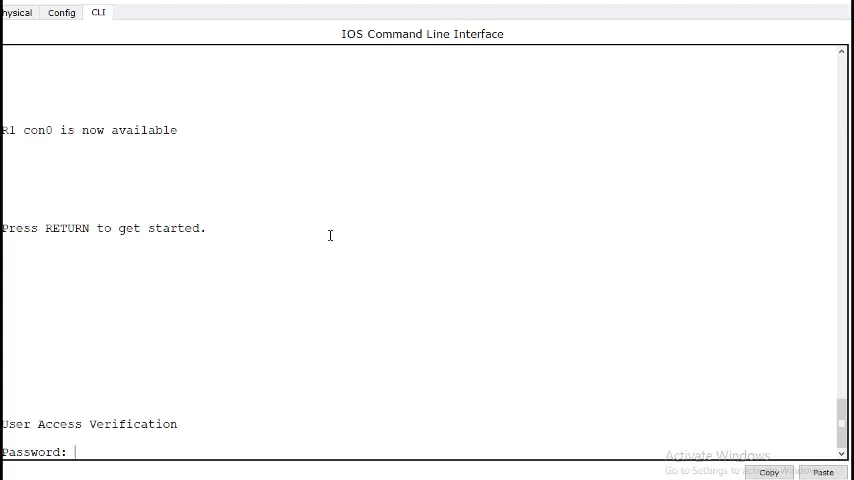 hysical Config CLI
IOS Command Line Interface
R1 con0 is now available
Press RETURN to get started.
User Access Verification
Password:
Activate Windows
Go to Settings to
Copy Paste